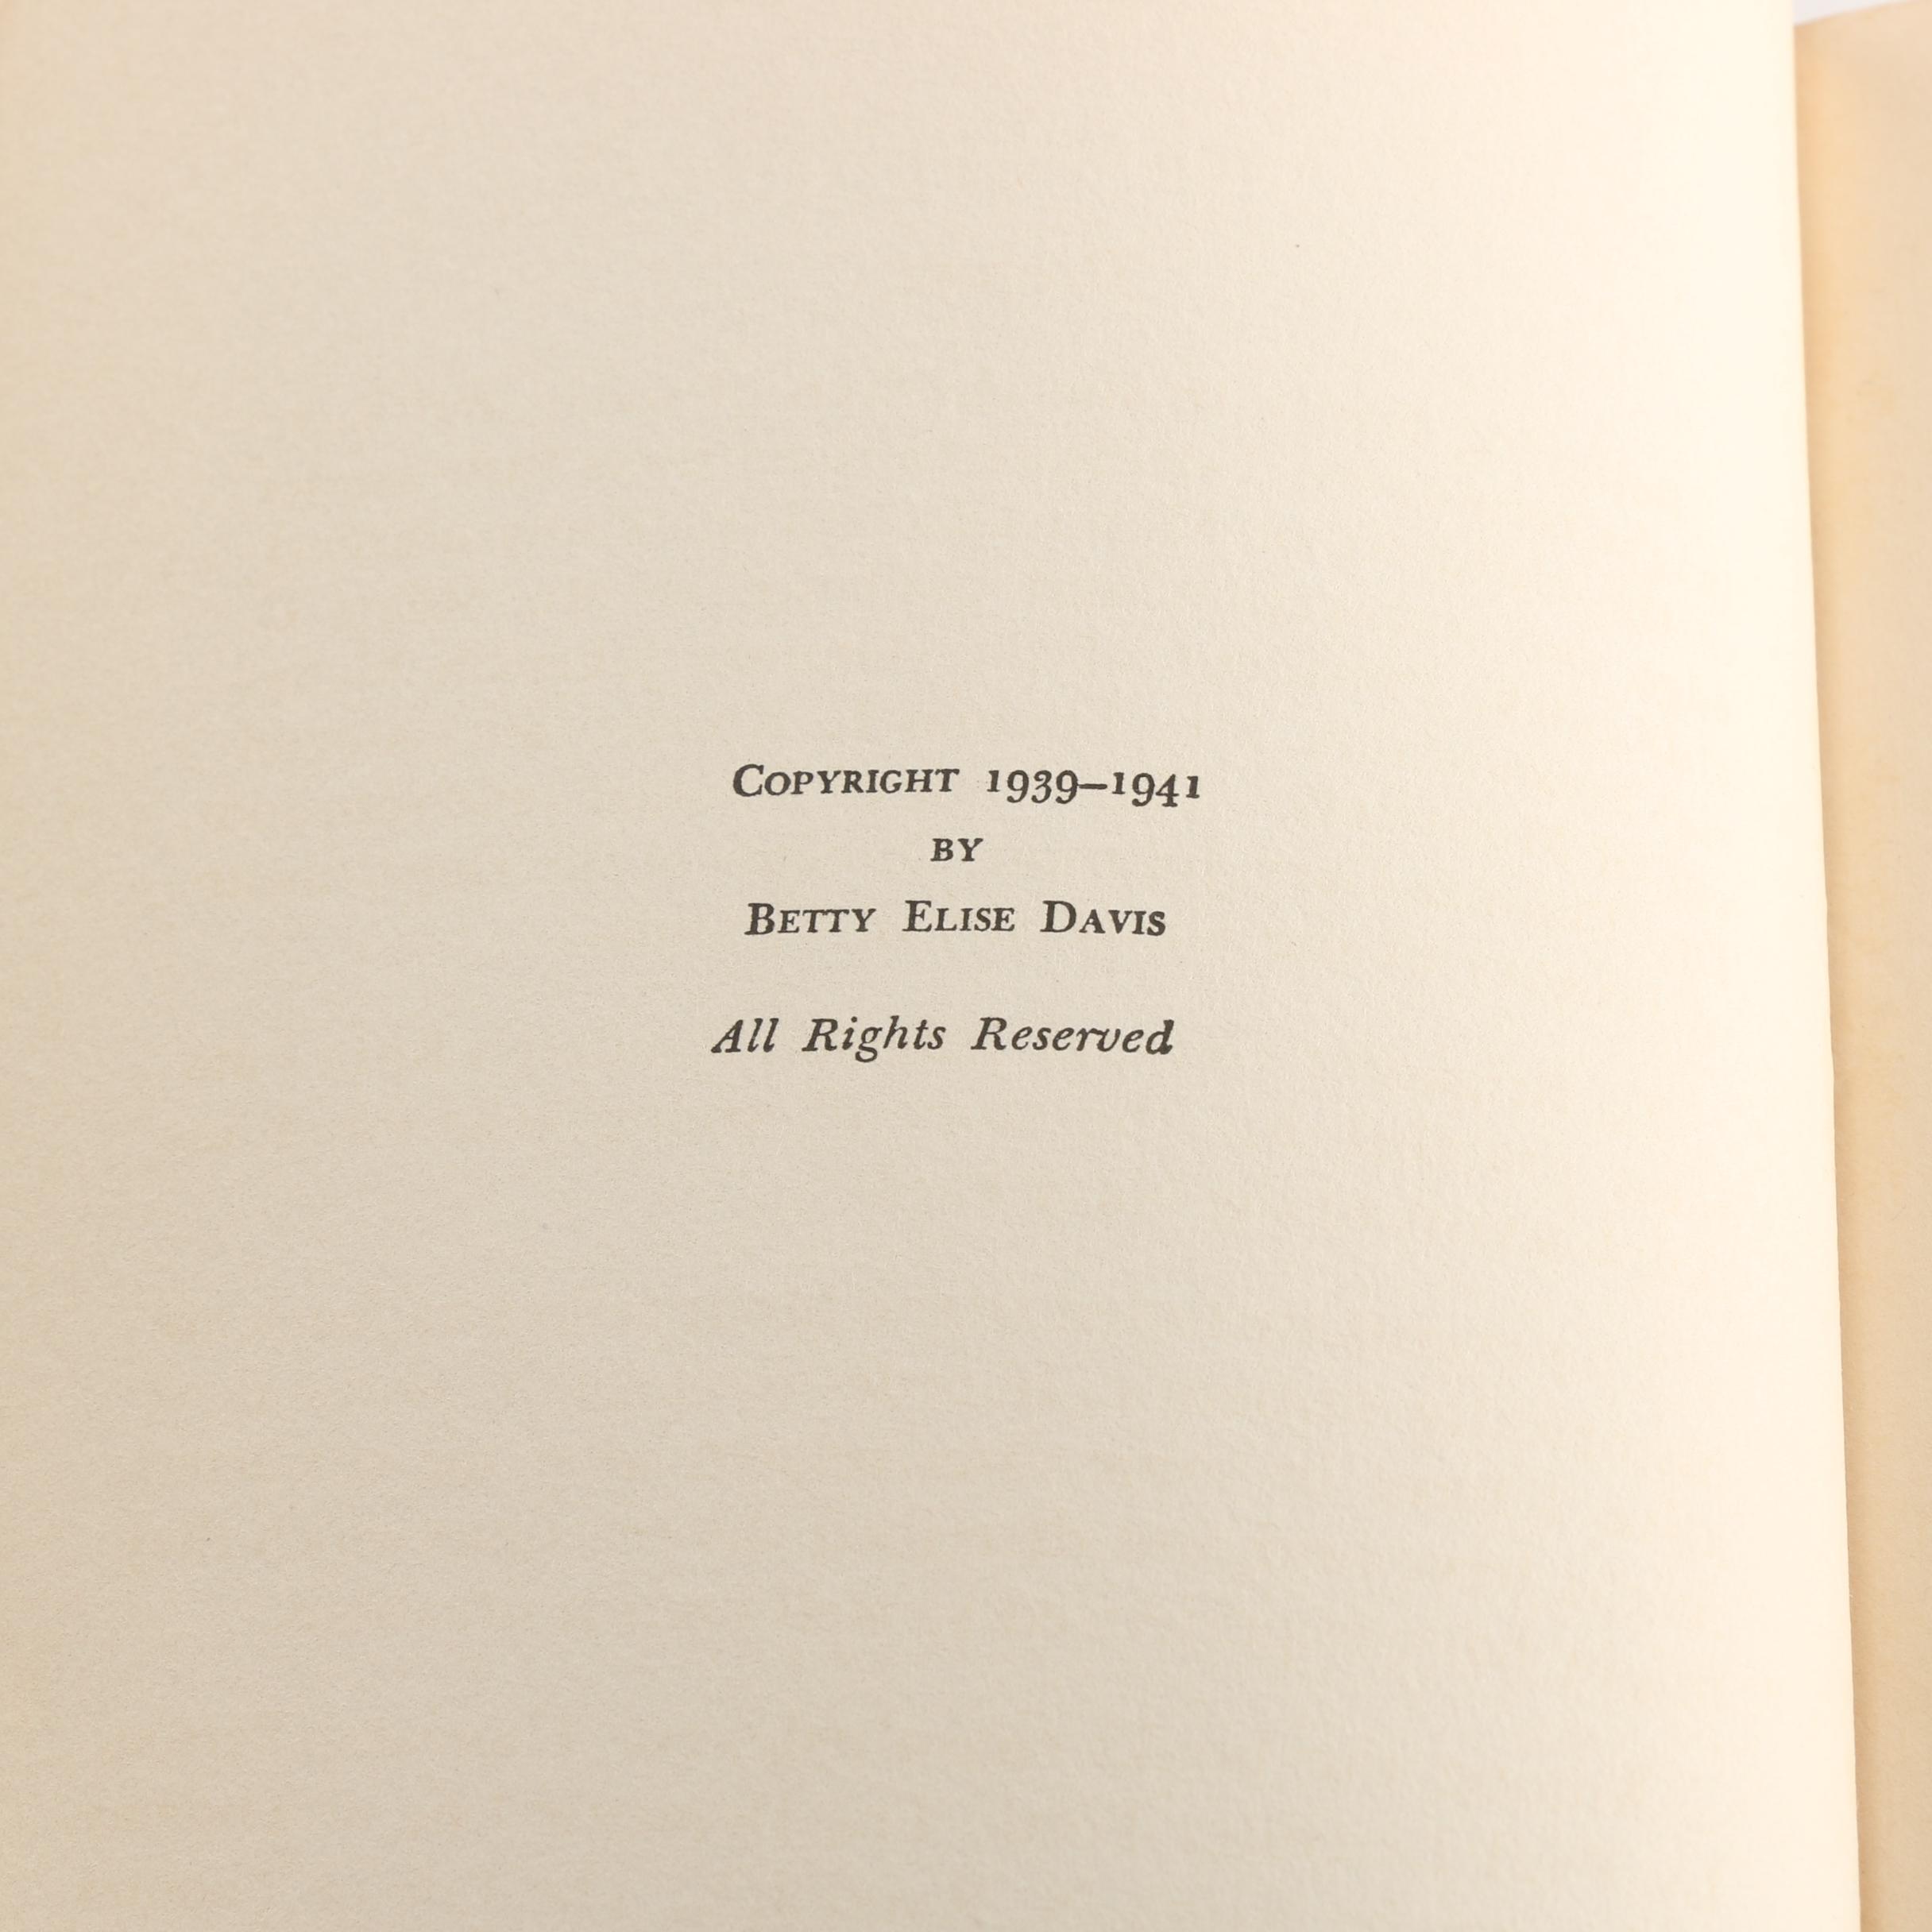 Copyright 1939–1941
by
Betty Elise Davis
All Rights Reserved